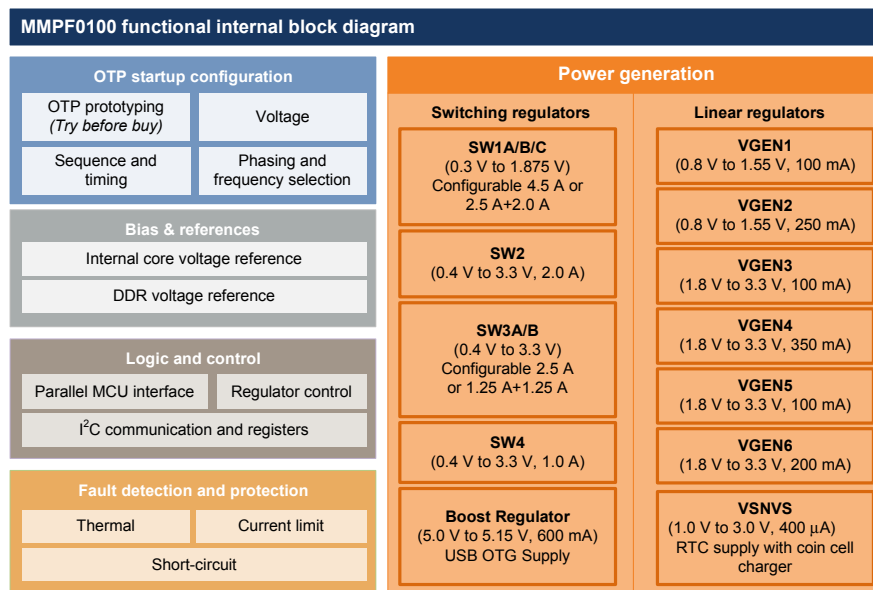 MMPF0100 functional internal block diagram
OTP startup configuration
OTP prototyping
(Try before buy)
Voltage
Sequence and
timing
Phasing and
frequency selection
Bias & references
Internal core voltage reference
DDR voltage reference
Logic and control
Parallel MCU interface
Regulator control
I²C communication and registers
Fault detection and protection
Thermal
Current limit
Short-circuit
Power generation
Switching regulators
SW1A/B/C
(0.3 V to 1.875 V)
Configurable 4.5 A or
2.5 A+2.0 A
SW2
(0.4 V to 3.3 V, 2.0 A)
SW3A/B
(0.4 V to 3.3 V)
Configurable 2.5 A
or 1.25 A+1.25 A
SW4
(0.4 V to 3.3 V, 1.0 A)
Boost Regulator
(5.0 V to 5.15 V, 600 mA)
USB OTG Supply
Linear regulators
VGEN1
(0.8 V to 1.55 V, 100 mA)
VGEN2
(0.8 V to 1.55 V, 250 mA)
VGEN3
(1.8 V to 3.3 V, 100 mA)
VGEN4
(1.8 V to 3.3 V, 350 mA)
VGEN5
(1.8 V to 3.3 V, 100 mA)
VGEN6
(1.8 V to 3.3 V, 200 mA)
VSNVS
(1.0 V to 3.0 V, 400 μA)
RTC supply with coin cell
charger